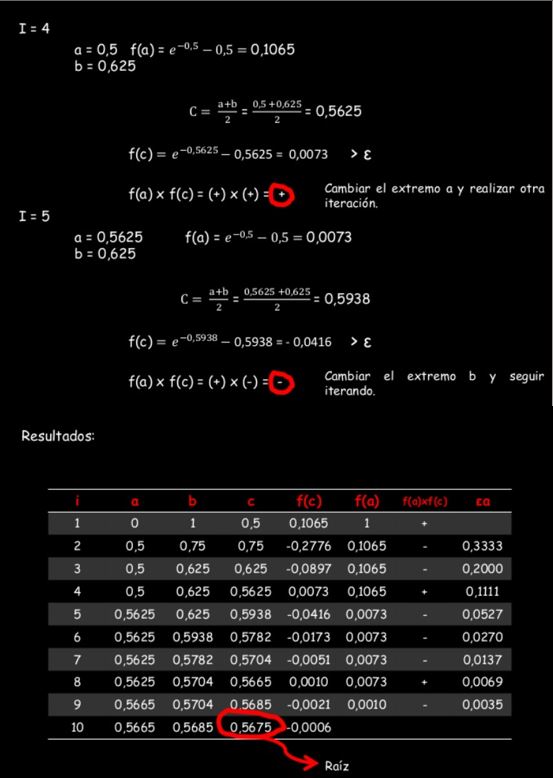 I = 4
a = 0,5 f(a) = e^{-0,5} − 0,5 = 0,1065
b = 0,625
C = \frac{a+b}{2} = \frac{0,5+0,625}{2} = 0,5625
f(c) = e^{−0,5625} − 0,5625 = 0,0073 > ε
f(a) x f(c) = (+) x (+) = +
Cambiar el extremo a y realizar otra
iteración.
I = 5
a = 0,5625 f(a) = e^{-0,5} − 0,5 = 0,0073
b = 0,625
C = \frac{a+b}{2} = \frac{0,5625+0,625}{2} = 0,5938
f(c) = e^{−0,5938} − 0,5938 = - 0,0416 > ε
f(a) x f(c) = (+) x (-) = -
Cambiar el extremo b y seguir
iterando.
Resultados:
i a b c f(c) f(a) f(a)xf(c) εa
1 0 1 0,5 0,1065 1 +
2 0,5 0,75 0,75 -0,2776 0,1065 - 0,3333
3 0,5 0,625 0,625 -0,0897 0,1065 - 0,2000
4 0,5 0,625 0,5625 0,0073 0,1065 + 0,1111
5 0,5625 0,625 0,5938 -0,0416 0,0073 - 0,0527
6 0,5625 0,5938 0,5782 -0,0173 0,0073 - 0,0270
7 0,5625 0,5782 0,5704 -0,0051 0,0073 - 0,0137
8 0,5625 0,5704 0,5665 0,0010 0,0073 + 0,0069
9 0,5665 0,5704 0,5685 -0,0021 0,0010 - 0,0035
10 0,5665 0,5685 0,5675 -0,0006
Raíz